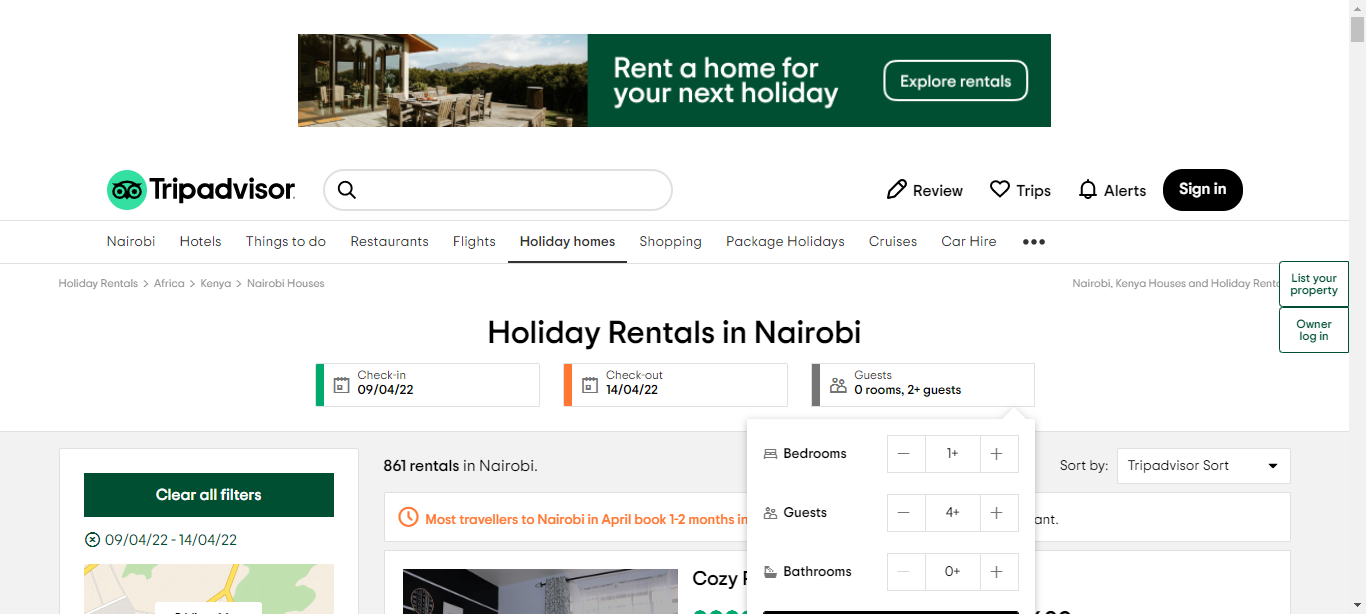 Rent a home for
your next holiday
Explore rentals
Tripadvisor
Review
Trips
Alerts
Sign in
Nairobi
Hotels
Things to do
Restaurants
Flights
Holiday homes
Shopping
Package Holidays
Cruises
Car Hire
Holiday Rentals > Africa > Kenya > Nairobi Houses
Nairobi, Kenya Houses and Holiday
List your
property
Owner
log in
Holiday Rentals in Nairobi
Check-in
09/04/22
Check-out
14/04/22
Guests
0 rooms, 2+ guests
Bedrooms
1+
Guests
4+
Bathrooms
0+
Clear all filters
09/04/22 - 14/04/22
861 rentals in Nairobi.
Sort by:
Tripadvisor Sort
Most travellers to Nairobi in April book 1-2 months in
Cozy